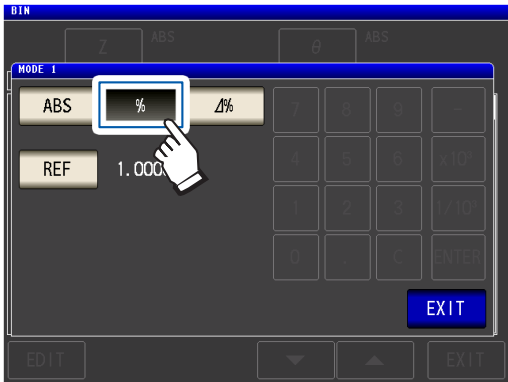 BIN
Z ABS θ ABS
MODE 1
ABS % Δ% 7 8 9 -
REF 1.000 4 5 6 x10³
1 2 3 1/10³
0 . C ENTER
EXIT
EDIT ▼ ▲ EXIT